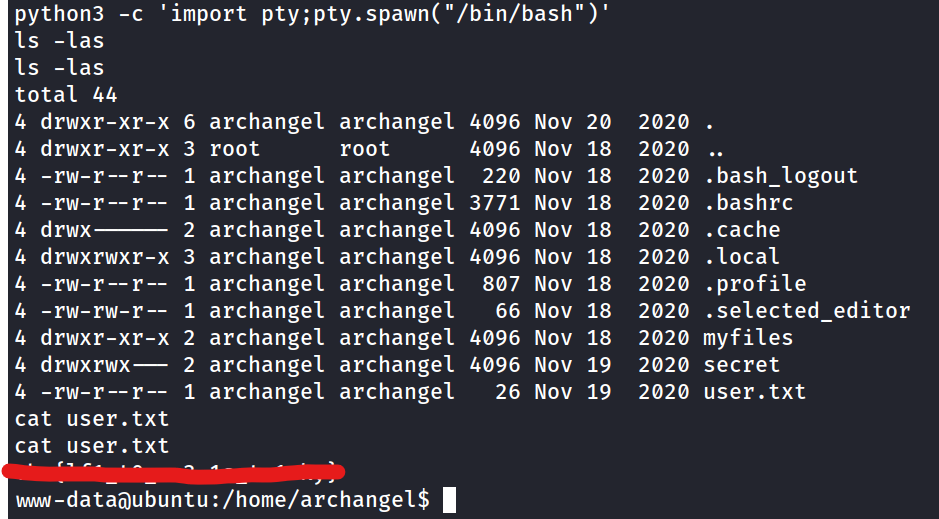 python3 -c 'import pty;pty.spawn("/bin/bash")'
ls -las
ls -las
total 44
4 drwxr-xr-x 6 archangel archangel 4096 Nov 20  2020 .
4 drwxr-xr-x 3 root      root      4096 Nov 18  2020 ..
4 -rw-r--r-- 1 archangel archangel  220 Nov 18  2020 .bash_logout
4 -rw-r--r-- 1 archangel archangel 3771 Nov 18  2020 .bashrc
4 drwx------ 2 archangel archangel 4096 Nov 18  2020 .cache
4 drwxrwxr-x 3 archangel archangel 4096 Nov 18  2020 .local
4 -rw-r--r-- 1 archangel archangel  807 Nov 18  2020 .profile
4 -rw-rw-r-- 1 archangel archangel   66 Nov 18  2020 .selected_editor
4 drwxr-xr-x 2 archangel archangel 4096 Nov 18  2020 myfiles
4 drwxrwx--- 2 archangel archangel 4096 Nov 19  2020 secret
4 -rw-r--r-- 1 archangel archangel   26 Nov 19  2020 user.txt
cat user.txt
cat user.txt
www-data@ubuntu:/home/archangel$